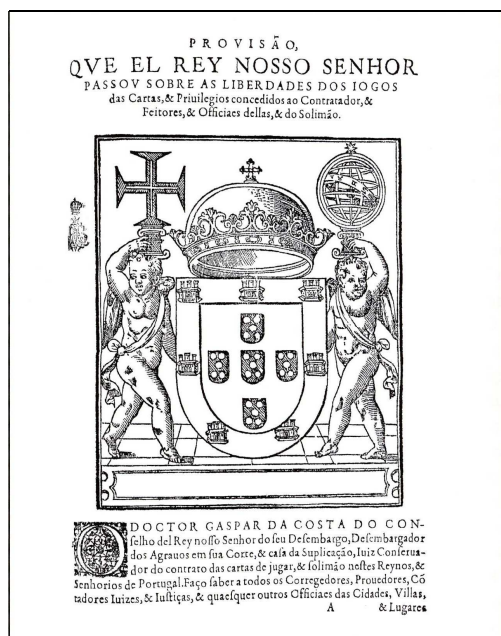 PROVISÃO,
QVE EL REY NOSSO SENHOR
PASSOV SOBRE AS LIBERDADES DOS IOGOS
das Cartas, & Priuilegios concedidos ao Contratador, &
Feitores, & Officiaes dellas, & do Solimão.
O DOCTOR GASPAR DA COSTA DO CON-
ſelho del Rey noſſo Senhor do ſeu Deſembargo, Deſembargador
dos Agrauos em sua Corte, & caſa da Suplicação, Iuiz Conſerua-
dor do contrato das cartas de jugar, & ſolimão neſtes Reynos, &
Senhorios de Portugal. Faço ſaber a todos os Corregedores, Prouedores, Cõ
tadores Iuizes, & Iuſtiças, & quaeſquer outros Officiaes das Cidades, Villas,
A & Lugares